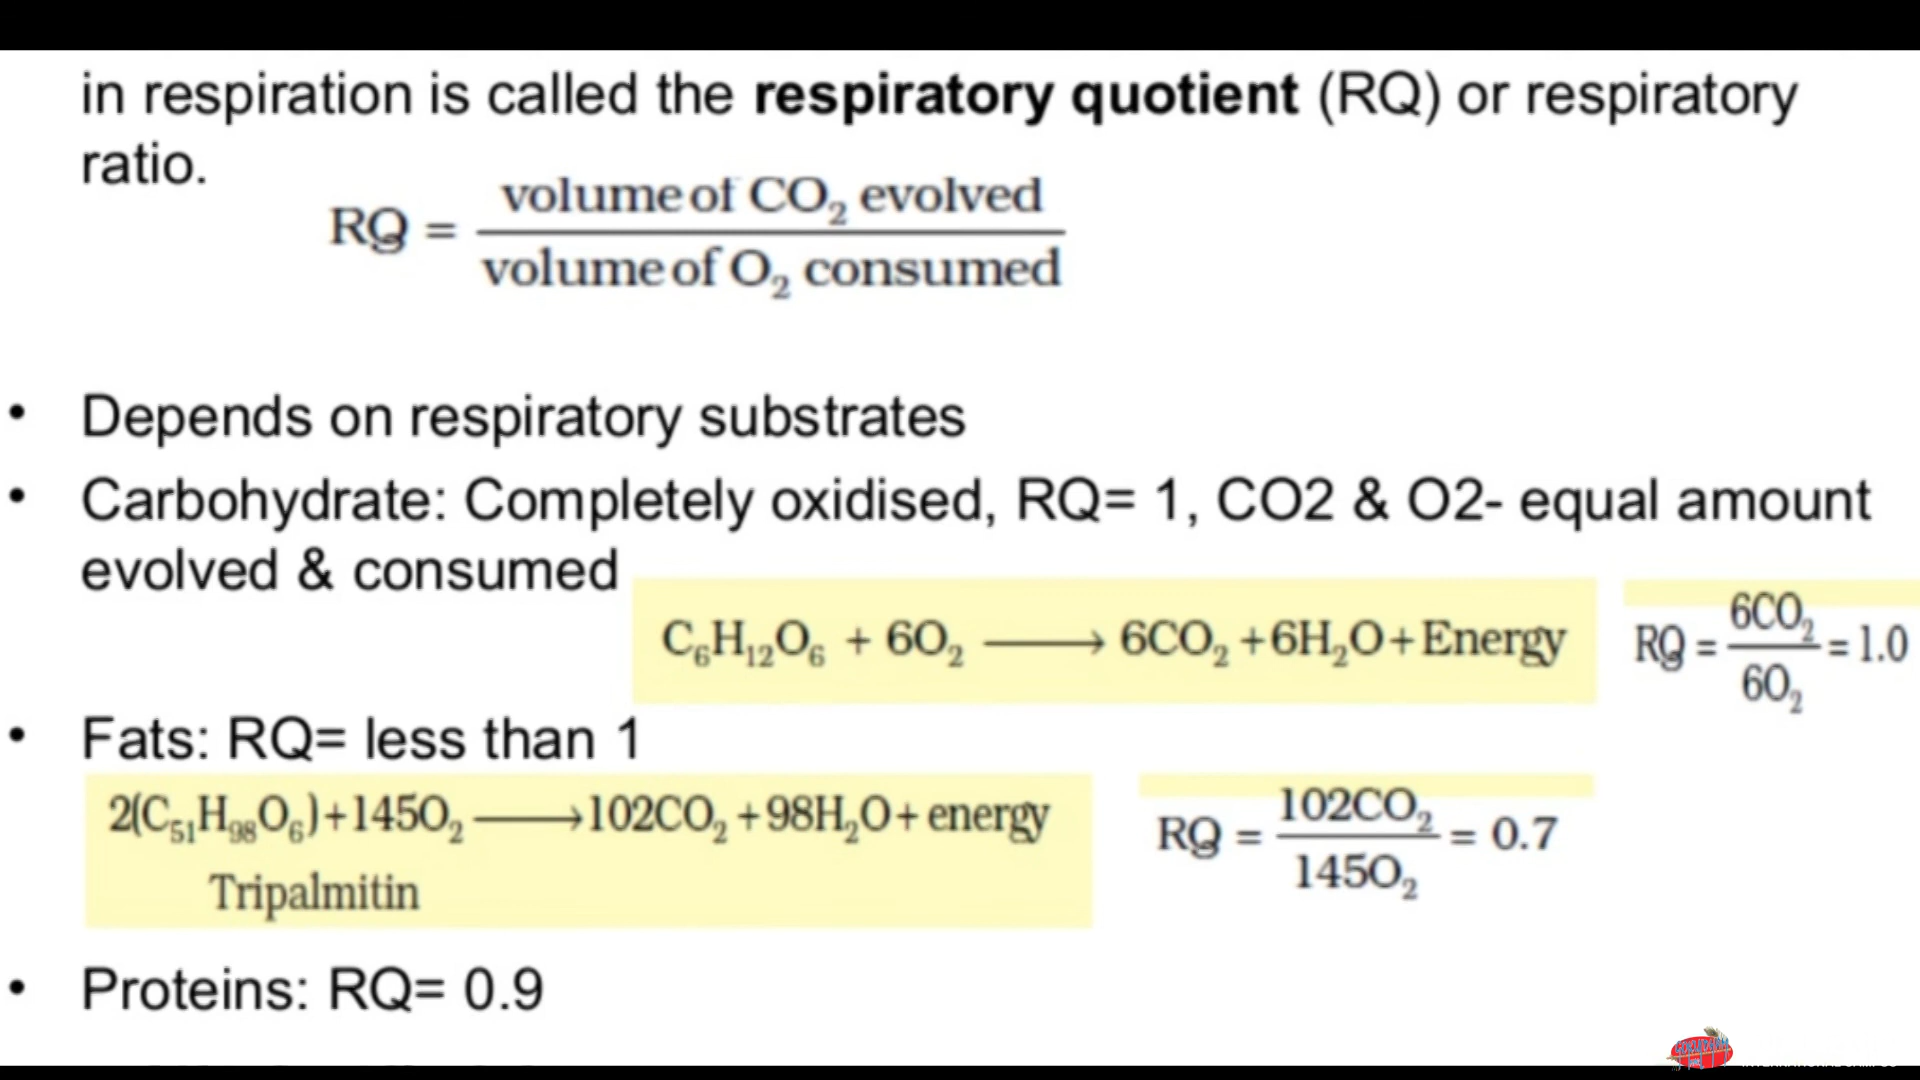 in respiration is called the respiratory quotient (RQ) or respiratory
ratio.
RQ = volume of CO₂ evolved / volume of O₂ consumed
• Depends on respiratory substrates
• Carbohydrate: Completely oxidised, RQ= 1, CO2 & O2- equal amount
evolved & consumed
C₆H₁₂O₆ + 6O₂ ⟶ 6CO₂ + 6H₂O + Energy
RQ = 6CO₂ / 6O₂ = 1.0
• Fats: RQ= less than 1
2(C₅₁H₉₈O₆) + 145O₂ ⟶ 102CO₂ + 98H₂O + energy
Tripalmitin
RQ = 102CO₂ / 145O₂ = 0.7
• Proteins: RQ= 0.9